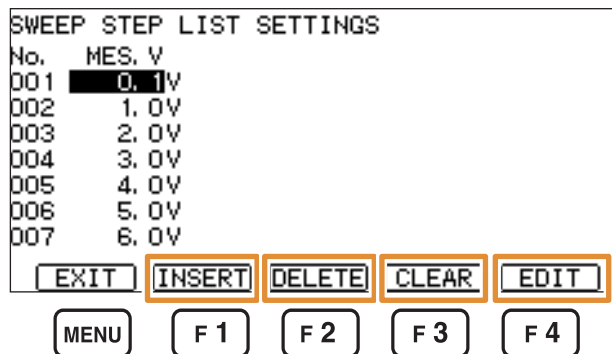 SWEEP STEP LIST SETTINGS
No. MES. V
001 0. 1V
002 1. 0V
003 2. 0V
004 3. 0V
005 4. 0V
006 5. 0V
007 6. 0V
EXIT INSERT DELETE CLEAR EDIT
MENU F1 F2 F3 F4